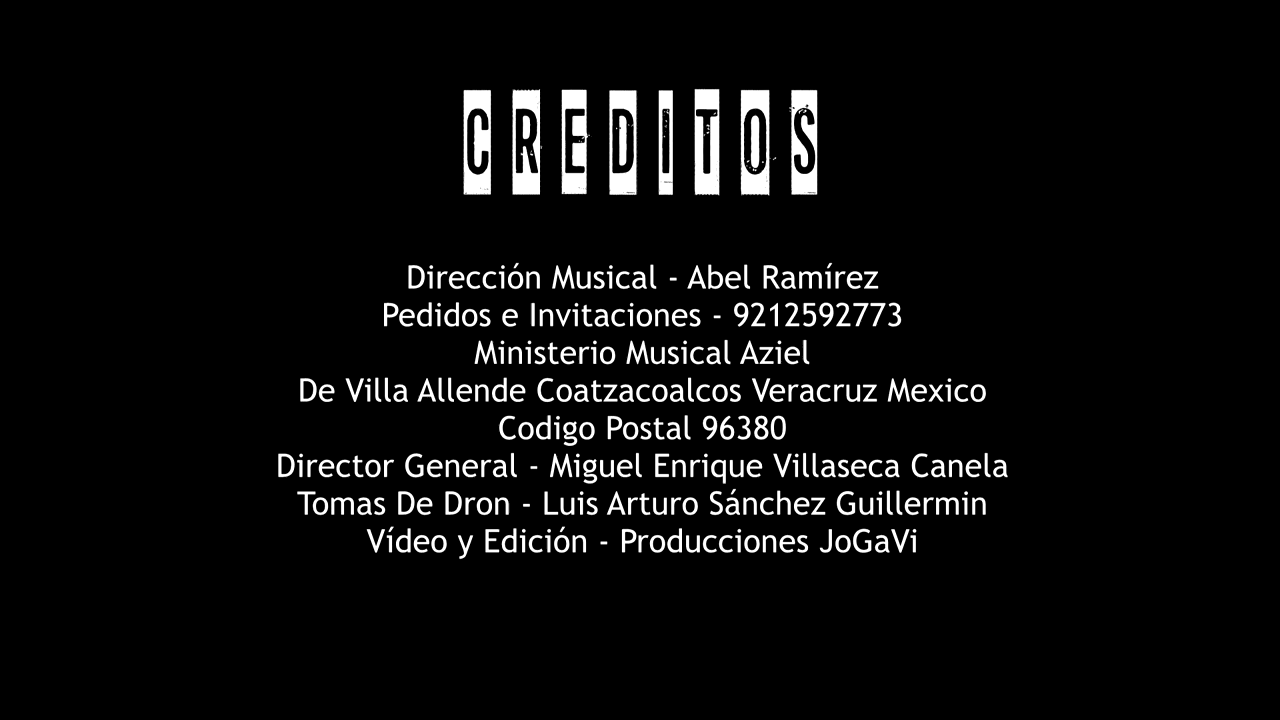 CREDITOS
Dirección Musical - Abel Ramírez
Pedidos e Invitaciones - 9212592773
Ministerio Musical Aziel
De Villa Allende Coatzacoalcos Veracruz Mexico
Codigo Postal 96380
Director General - Miguel Enrique Villaseca Canela
Tomas De Dron - Luis Arturo Sánchez Guillermin
Vídeo y Edición - Producciones JoGaVi